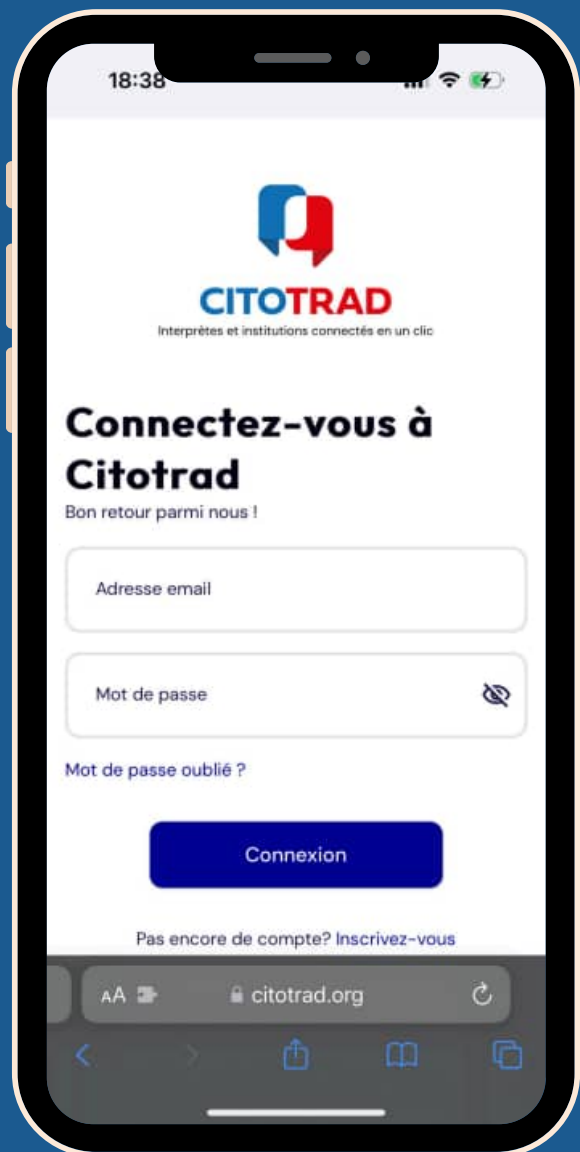 18:38
CITOTRAD
Interprètes et institutions connectés en un clic
Connectez-vous à
Citotrad
Bon retour parmi nous !
Adresse email
Mot de passe
Mot de passe oublié ?
Connexion
Pas encore de compte? Inscrivez-vous
AA citotrad.org